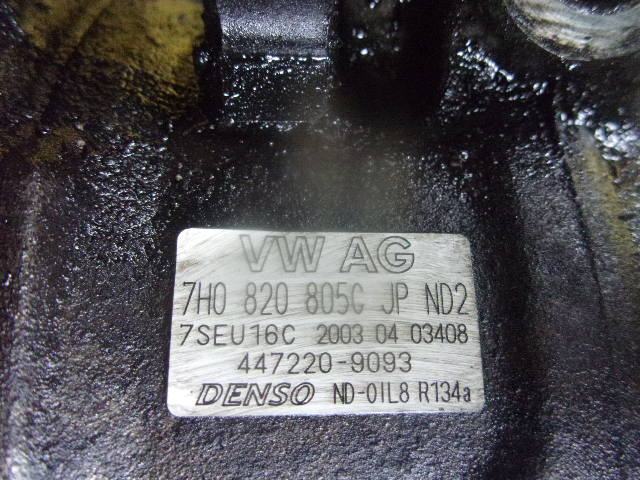 VW AG
7H0 820 805C JP ND2
7SEU16C 2003 04 03408
447220-9093
DENSO ND-OIL8 R134a